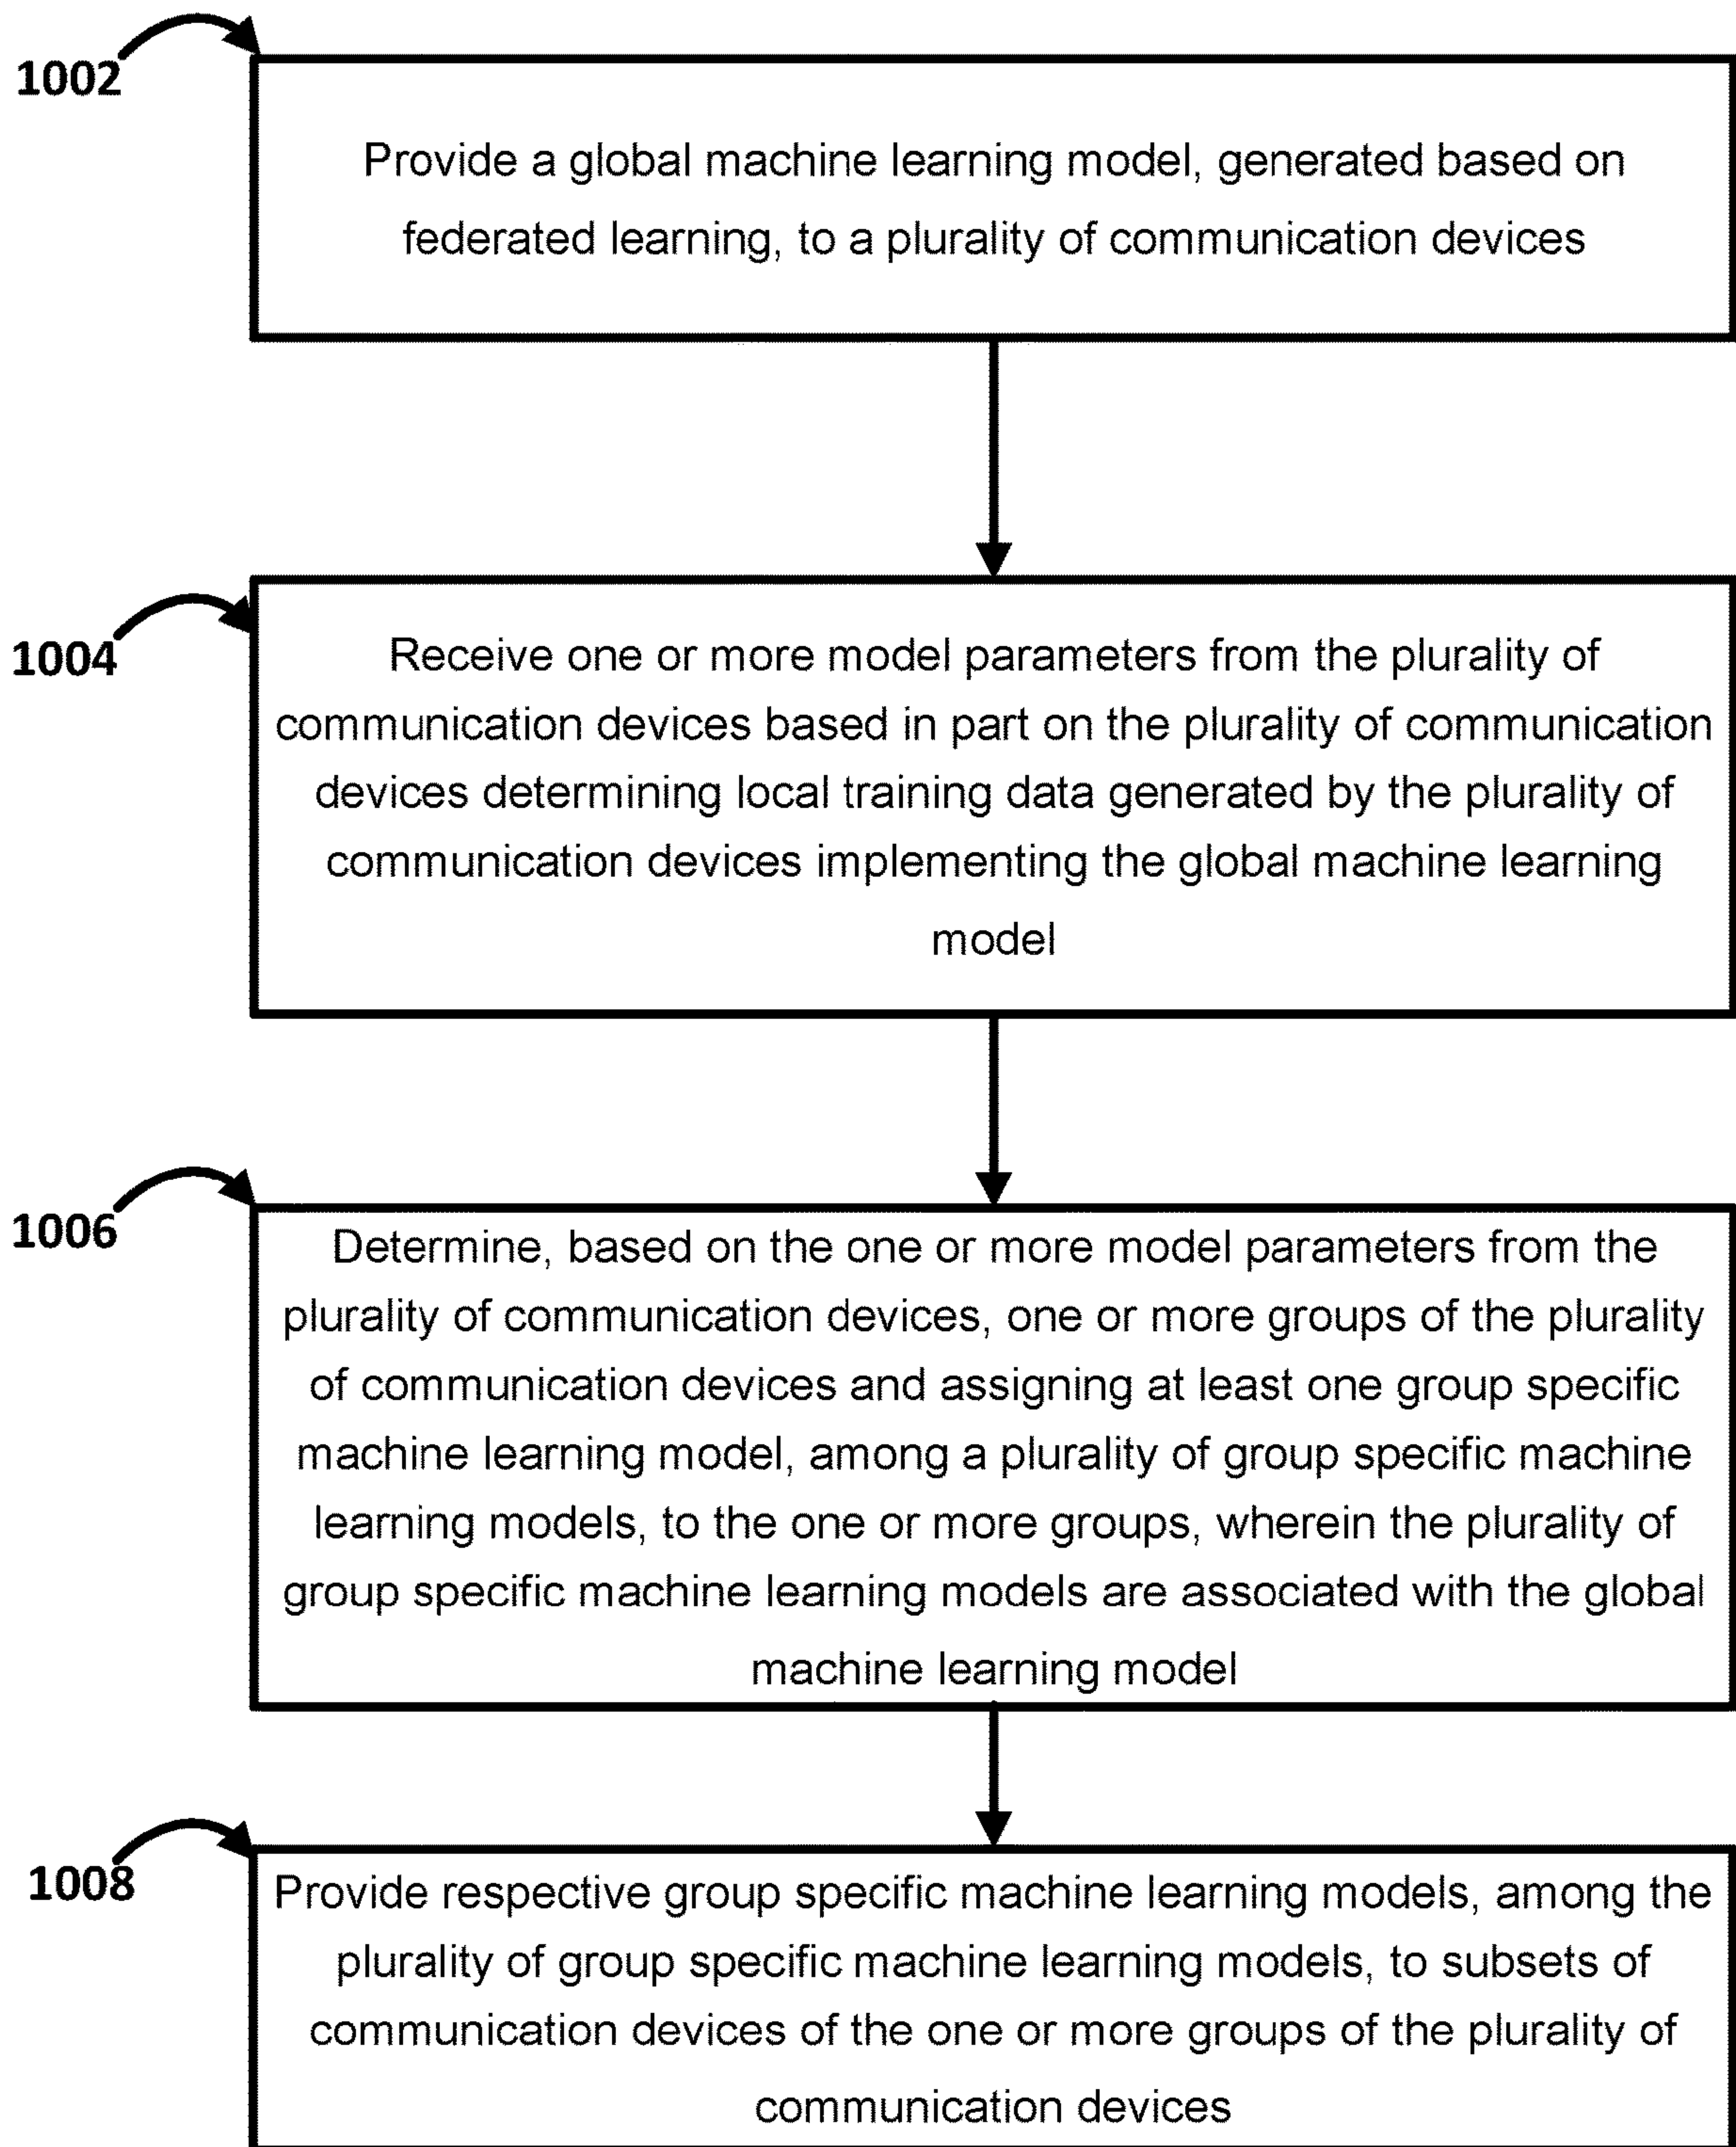 1002
Provide a global machine learning model, generated based on
federated learning, to a plurality of communication devices
1004
Receive one or more model parameters from the plurality of
communication devices based in part on the plurality of communication
devices determining local training data generated by the plurality of
communication devices implementing the global machine learning
model
1006
Determine, based on the one or more model parameters from the
plurality of communication devices, one or more groups of the plurality
of communication devices and assigning at least one group specific
machine learning model, among a plurality of group specific machine
learning models, to the one or more groups, wherein the plurality of
group specific machine learning models are associated with the global
machine learning model
1008
Provide respective group specific machine learning models, among the
plurality of group specific machine learning models, to subsets of
communication devices of the one or more groups of the plurality of
communication devices